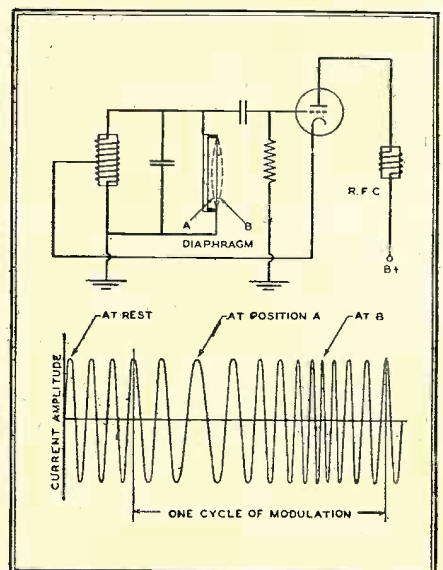 R.F.C
A
B
DIAPHRAGM
B+
AT REST
AT POSITION A
AT B
CURRENT AMPLITUDE
ONE CYCLE OF MODULATION